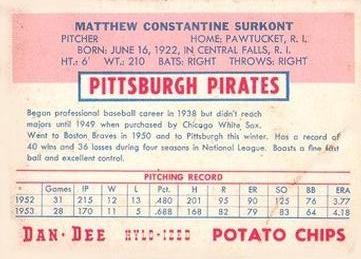 MATTHEW CONSTANTINE SURKONT
PITCHER HOME: PAWTUCKET, R. I.
BORN: JUNE 16, 1922, IN CENTRAL FALLS, R. I.
HT.: 6' WT.: 210 BATS: RIGHT THROWS: RIGHT
PITTSBURGH PIRATES
Began professional baseball career in 1938 but didn't reach
majors until 1949 when purchased by Chicago White Sox.
Went to Boston Braves in 1950 and to Pittsburgh this winter. Has a record of
40 wins and 36 losses during four seasons in National League. Boasts a fine fast
ball and excellent control.
PITCHING RECORD
Games IP W L Pct. H R ER SO BB ERA
1952 31 215 12 13 .480 201 95 90 125 76 3.77
1953 28 170 11 5 .688 168 82 79 83 64 4.18
DAN-DEE POTATO CHIPS